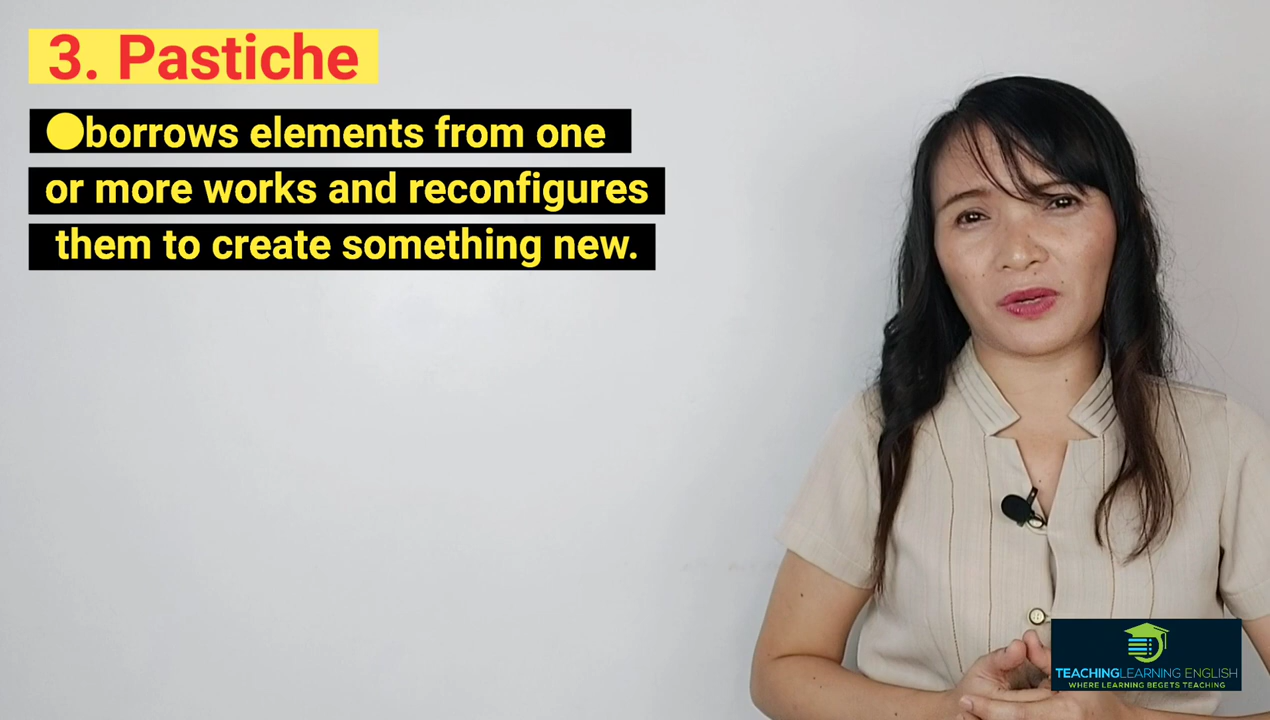 3. Pastiche
borrows elements from one
or more works and reconfigures
them to create something new.
TEACHINGLEARNING ENGLISH
WHERE LEARNING BEGETS TEACHING